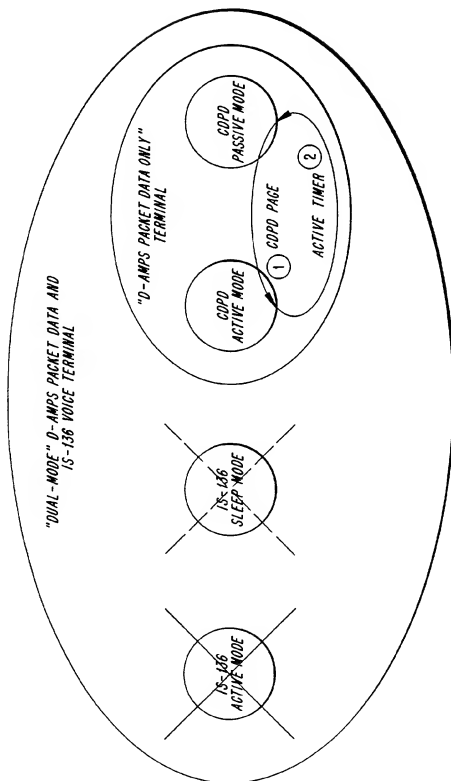 "DUAL-MODE" D-AMPS PACKET DATA AND
IS-136 VOICE TERMINAL
"D-AMPS PACKET DATA ONLY"
TERMINAL
IS-136
ACTIVE MODE
IS-136
SLEEP MODE
CDPD
ACTIVE MODE
CDPD
PASSIVE MODE
1 CDPD PAGE
ACTIVE TIMER 2